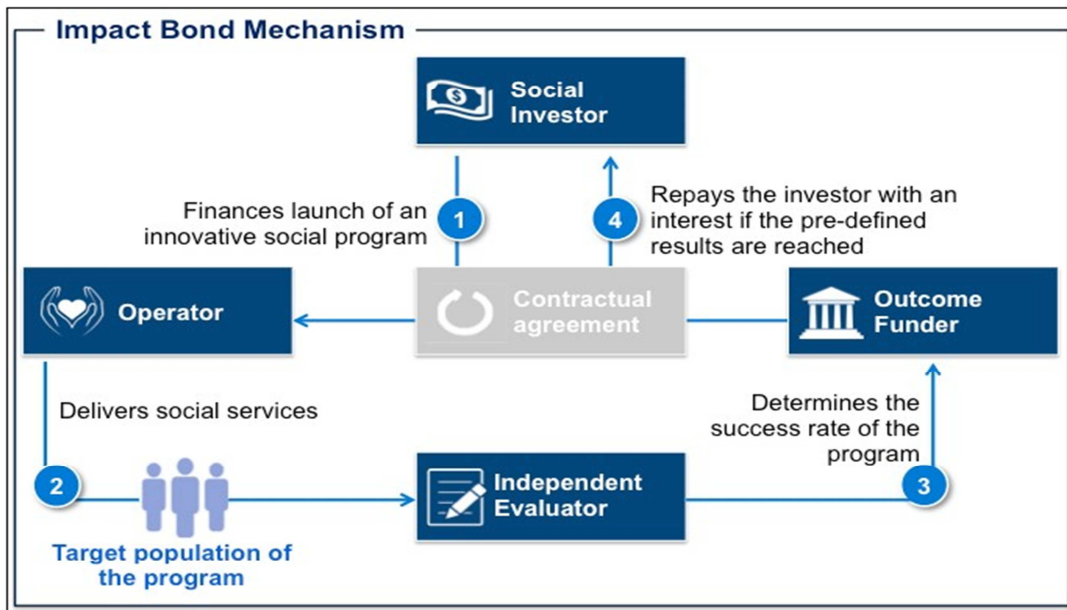 Impact Bond Mechanism
Social
Investor
Finances launch of an
innovative social program
1
4
Repays the investor with an
interest if the pre-defined
results are reached
Operator
Contractual
agreement
Outcome
Funder
Delivers social services
Determines the
success rate of the
program
2
Target population of
the program
Independent
Evaluator
3